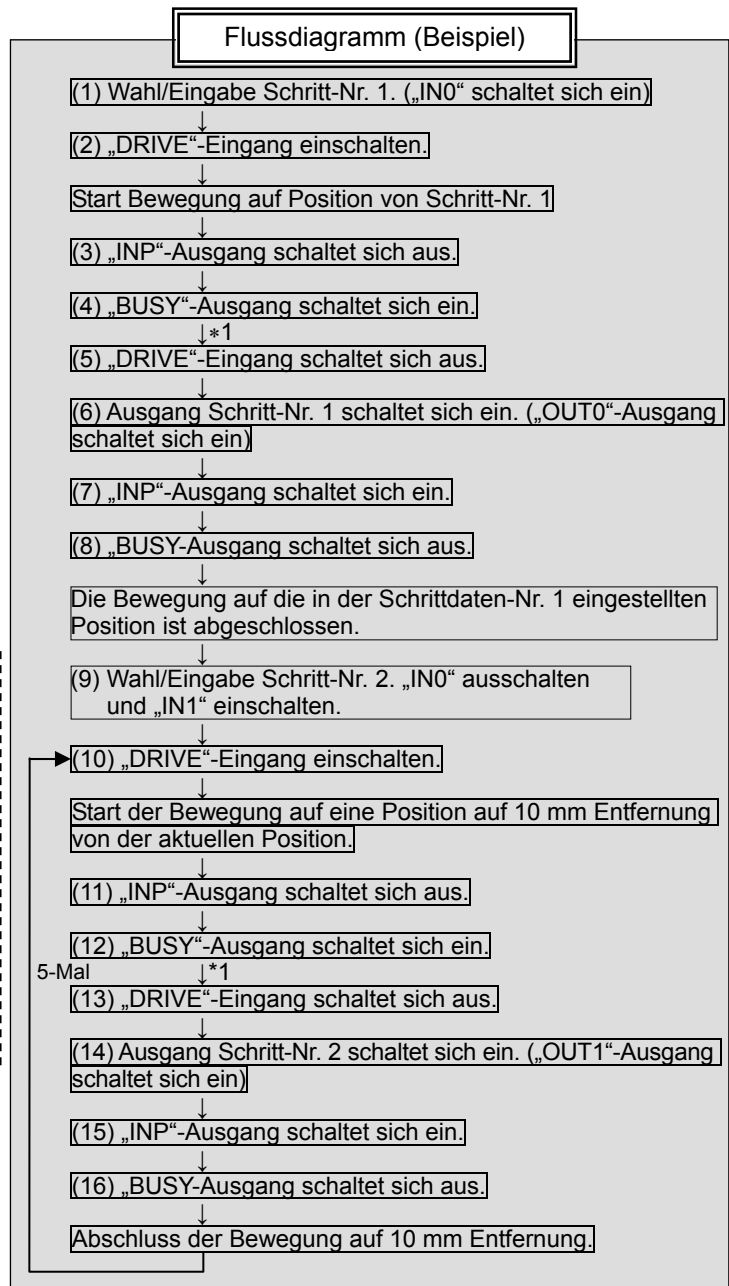 Flussdiagramm (Beispiel)
(1) Wahl/Eingabe Schritt-Nr. 1. („IN0“ schaltet sich ein)
↓
(2) „DRIVE“-Eingang einschalten.
↓
Start Bewegung auf Position von Schritt-Nr. 1
↓
(3) „INP“-Ausgang schaltet sich aus.
↓
(4) „BUSY“-Ausgang schaltet sich ein.
↓*1
(5) „DRIVE“-Eingang schaltet sich aus.
↓
(6) Ausgang Schritt-Nr. 1 schaltet sich ein. („OUT0“-Ausgang
schaltet sich ein)
↓
(7) „INP“-Ausgang schaltet sich ein.
↓
(8) „BUSY-Ausgang schaltet sich aus.
↓
Die Bewegung auf die in der Schrittdaten-Nr. 1 eingestellten
Position ist abgeschlossen.
↓
(9) Wahl/Eingabe Schritt-Nr. 2. „IN0“ ausschalten
und „IN1“ einschalten.
↓
(10) „DRIVE“-Eingang einschalten.
↓
Start der Bewegung auf eine Position auf 10 mm Entfernung
von der aktuellen Position.
↓
(11) „INP“-Ausgang schaltet sich aus.
↓
(12) „BUSY“-Ausgang schaltet sich ein.
5-Mal ↓*1
(13) „DRIVE“-Eingang schaltet sich aus.
↓
(14) Ausgang Schritt-Nr. 2 schaltet sich ein. („OUT1“-Ausgang
schaltet sich ein)
↓
(15) „INP“-Ausgang schaltet sich ein.
↓
(16) „BUSY-Ausgang schaltet sich aus.
↓
Abschluss der Bewegung auf 10 mm Entfernung.